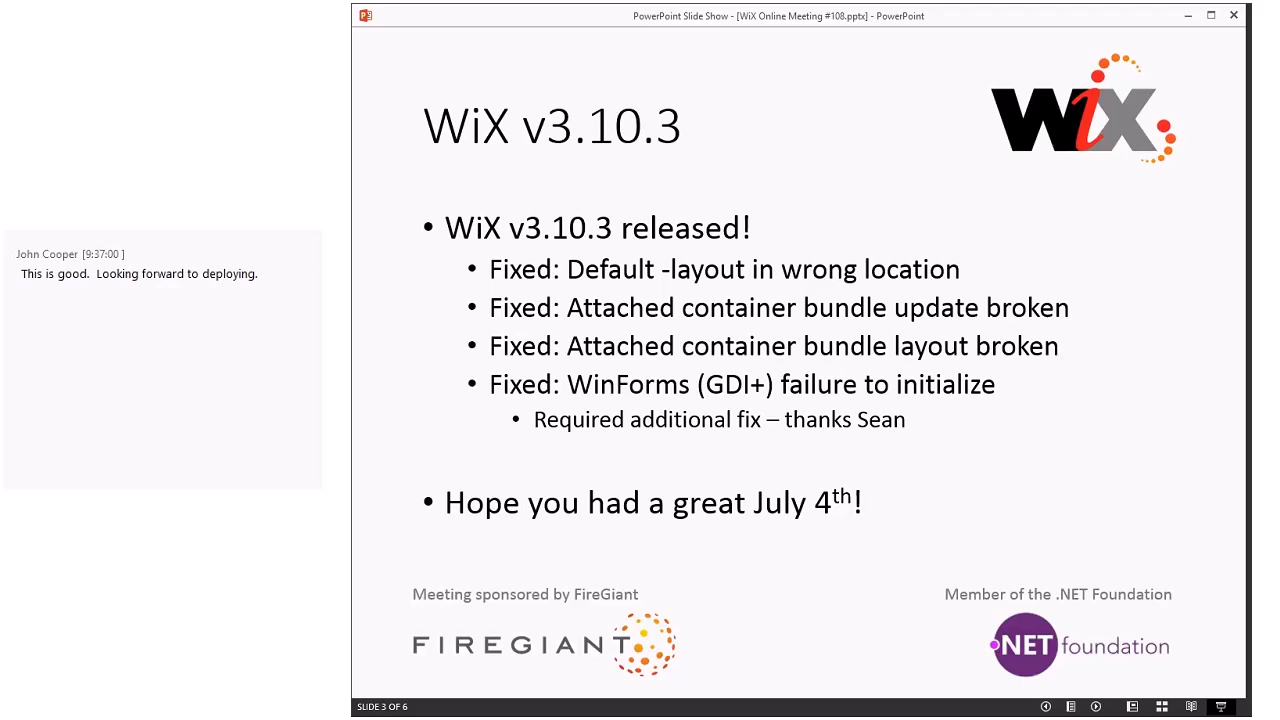 PowerPoint Slide Show - [WiX Online Meeting #108.pptx] - PowerPoint
WiX
WiX v3.10.3
• WiX v3.10.3 released!
• Fixed: Default -layout in wrong location
• Fixed: Attached container bundle update broken
• Fixed: Attached container bundle layout broken
• Fixed: WinForms (GDI+) failure to initialize
• Required additional fix – thanks Sean
• Hope you had a great July 4th!
John Cooper [9:37:00 ]
This is good.  Looking forward to deploying.
Meeting sponsored by FireGiant
FIREGIANT
Member of the .NET Foundation
.NET foundation
SLIDE 3 OF 6